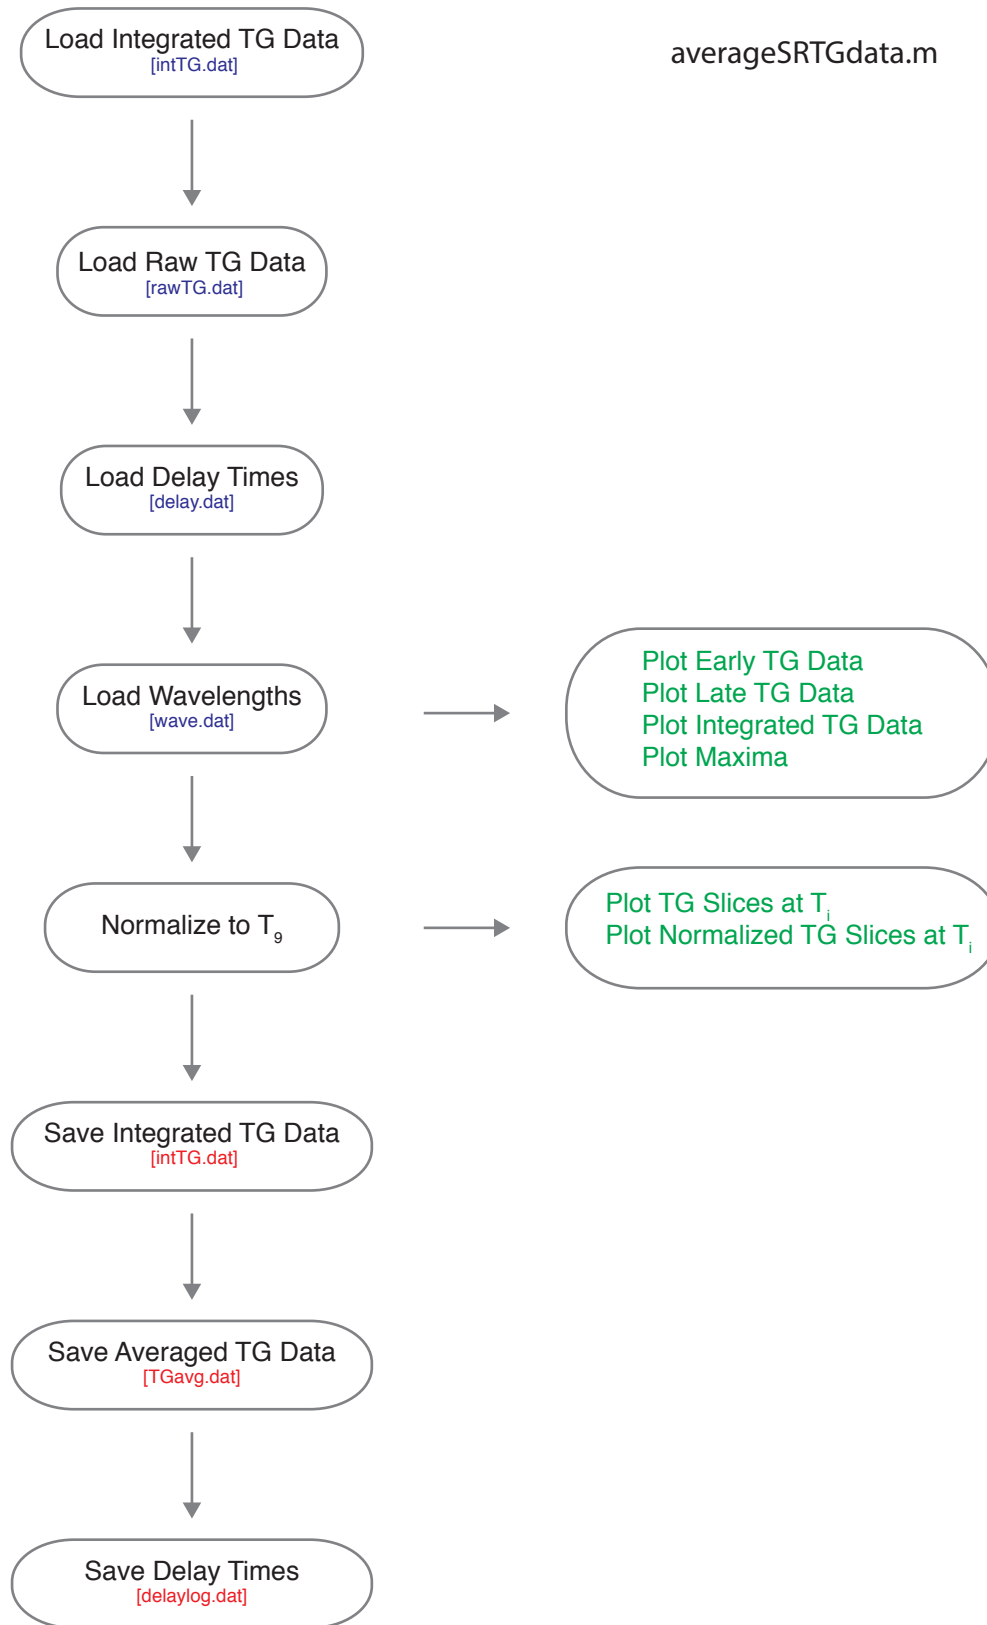 Load Integrated TG Data
[intTG.dat]
averageSRTGdata.m
Load Raw TG Data
[rawTG.dat]
Load Delay Times
[delay.dat]
Load Wavelengths
[wave.dat]
Plot Early TG Data
Plot Late TG Data
Plot Integrated TG Data
Plot Maxima
Normalize to T₉
Plot TG Slices at Tᵢ
Plot Normalized TG Slices at Tᵢ
Save Integrated TG Data
[intTG.dat]
Save Averaged TG Data
[TGavg.dat]
Save Delay Times
[delaylog.dat]